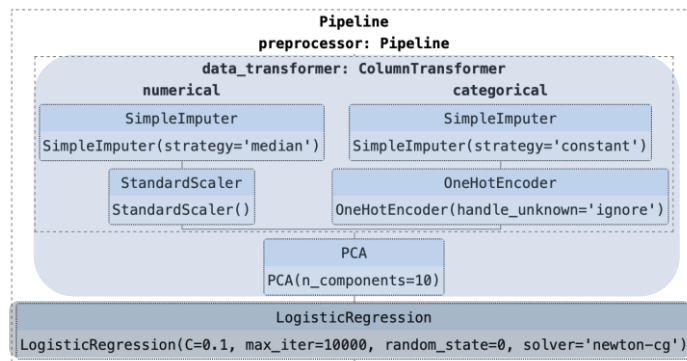 Pipeline
preprocessor: Pipeline
data_transformer: ColumnTransformer
numerical categorical
SimpleImputer SimpleImputer
SimpleImputer(strategy='median') SimpleImputer(strategy='constant')
StandardScaler OneHotEncoder
StandardScaler() OneHotEncoder(handle_unknown='ignore')
PCA
PCA(n_components=10)
LogisticRegression
LogisticRegression(C=0.1, max_iter=10000, random_state=0, solver='newton-cg')